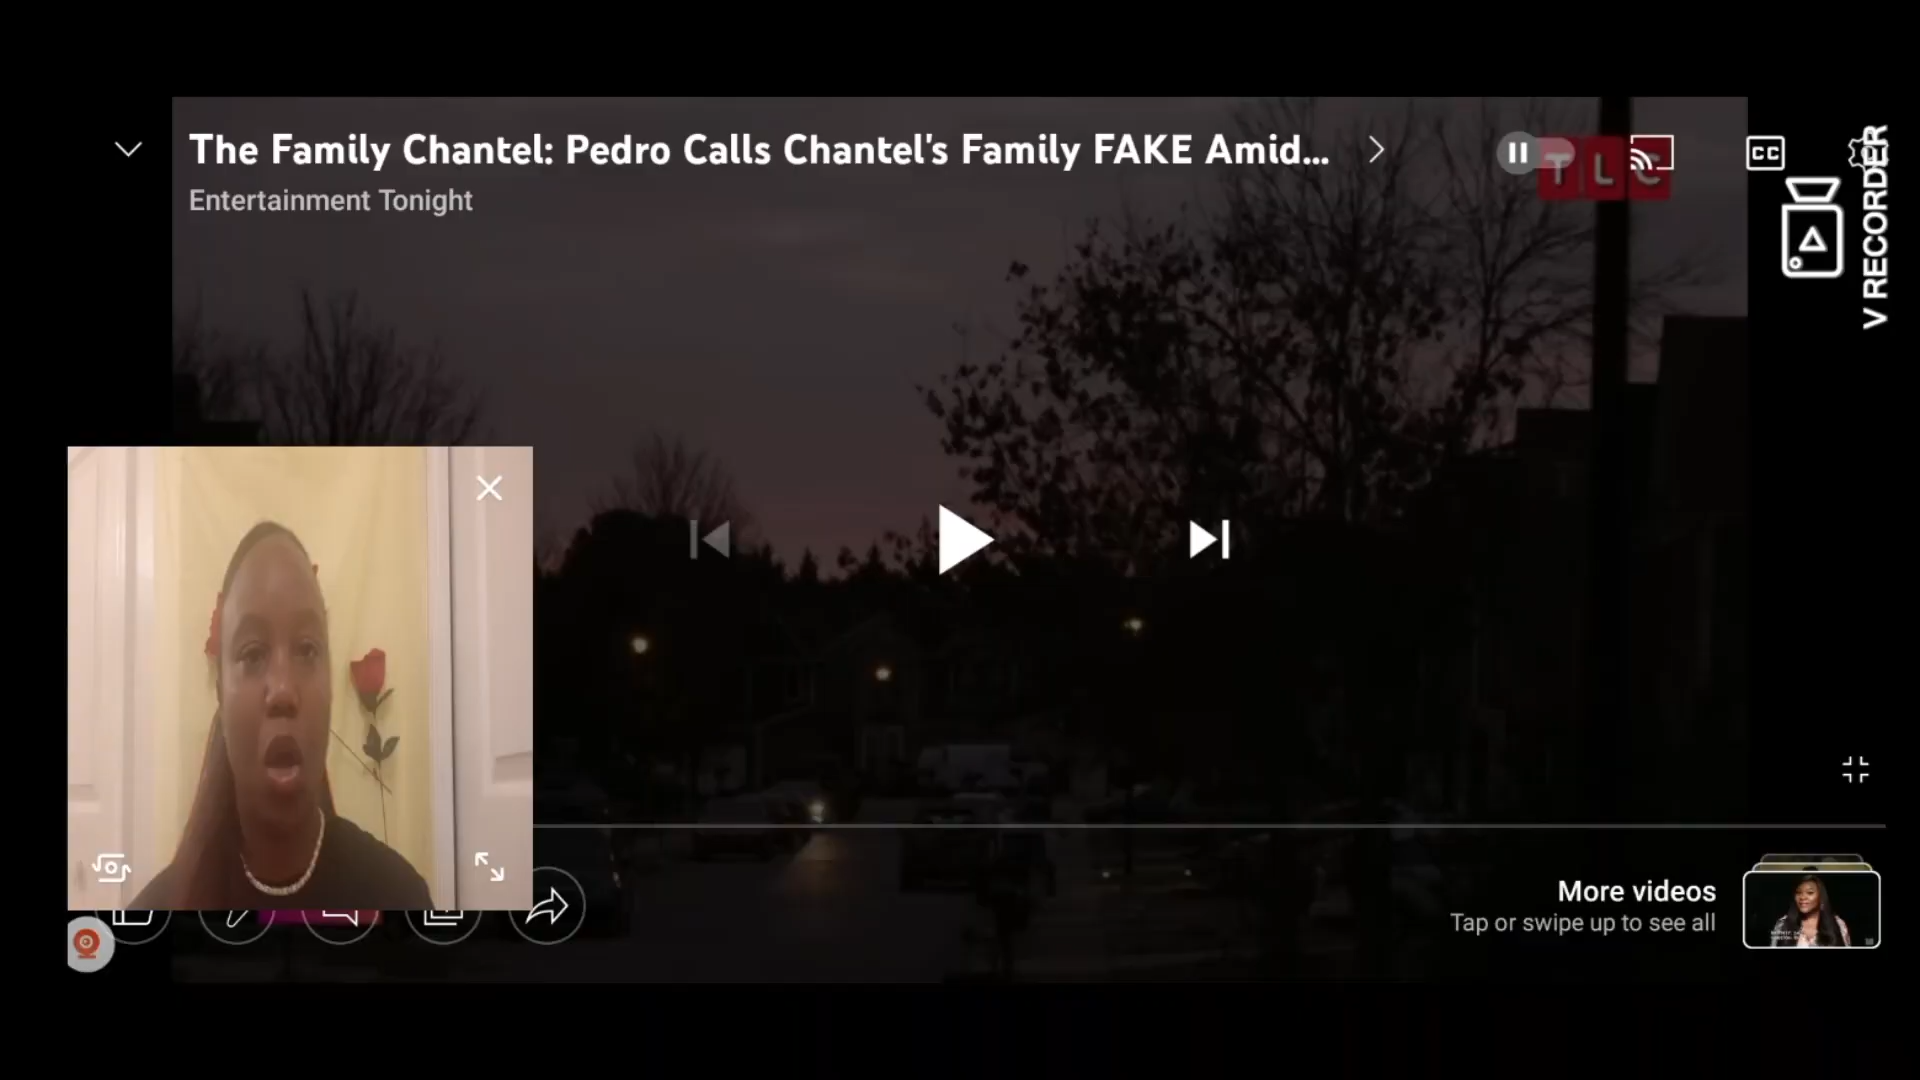 The Family Chantel: Pedro Calls Chantel's Family FAKE Amid...
Entertainment Tonight
TLC
CC
V RECORDER
More videos
Tap or swipe up to see all